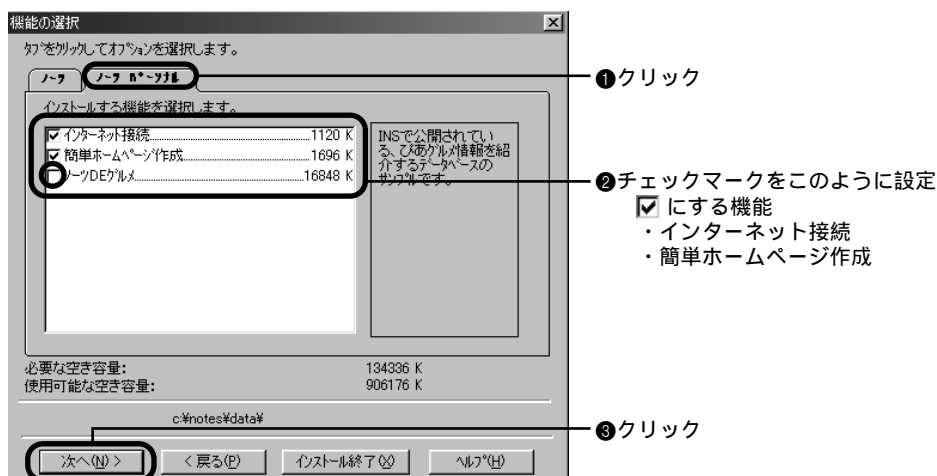 機能の選択
ﾀﾌﾞをｸﾘｯｸしてｵﾌﾟｼｮﾝを選択します。
ﾉｰﾗ ﾉｰﾗ ﾊﾟｰｿﾅﾙ
❶クリック
ｲﾝｽﾄｰﾙする機能を選択します。
ｲﾝﾀｰﾈｯﾄ接続 1120 K
簡単ﾎｰﾑﾍﾟｰｼﾞ作成 1696 K
ﾉｰﾂDEｸﾞﾙﾒ 16848 K
INSで公開されてい
る、ぴあｸﾞﾙﾒ情報を紹
介するﾃﾞｰﾀﾍﾞｰｽの
ｻﾝﾌﾟﾙです。
❷チェックマークをこのように設定
にする機能
・インターネット接続
・簡単ホームページ作成
必要な空き容量: 134336 K
使用可能な空き容量: 906176 K
c:¥notes¥data¥
❸クリック
次へ(N) > < 戻る(P) ｲﾝｽﾄｰﾙ終了(X) ﾍﾙﾌﾟ(H)